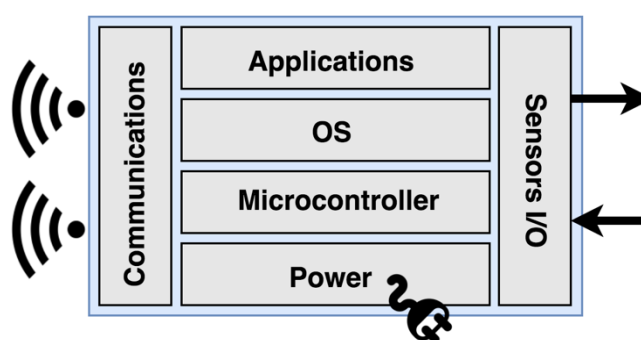 Communications
Applications
OS
Microcontroller
Power
Sensors I/O